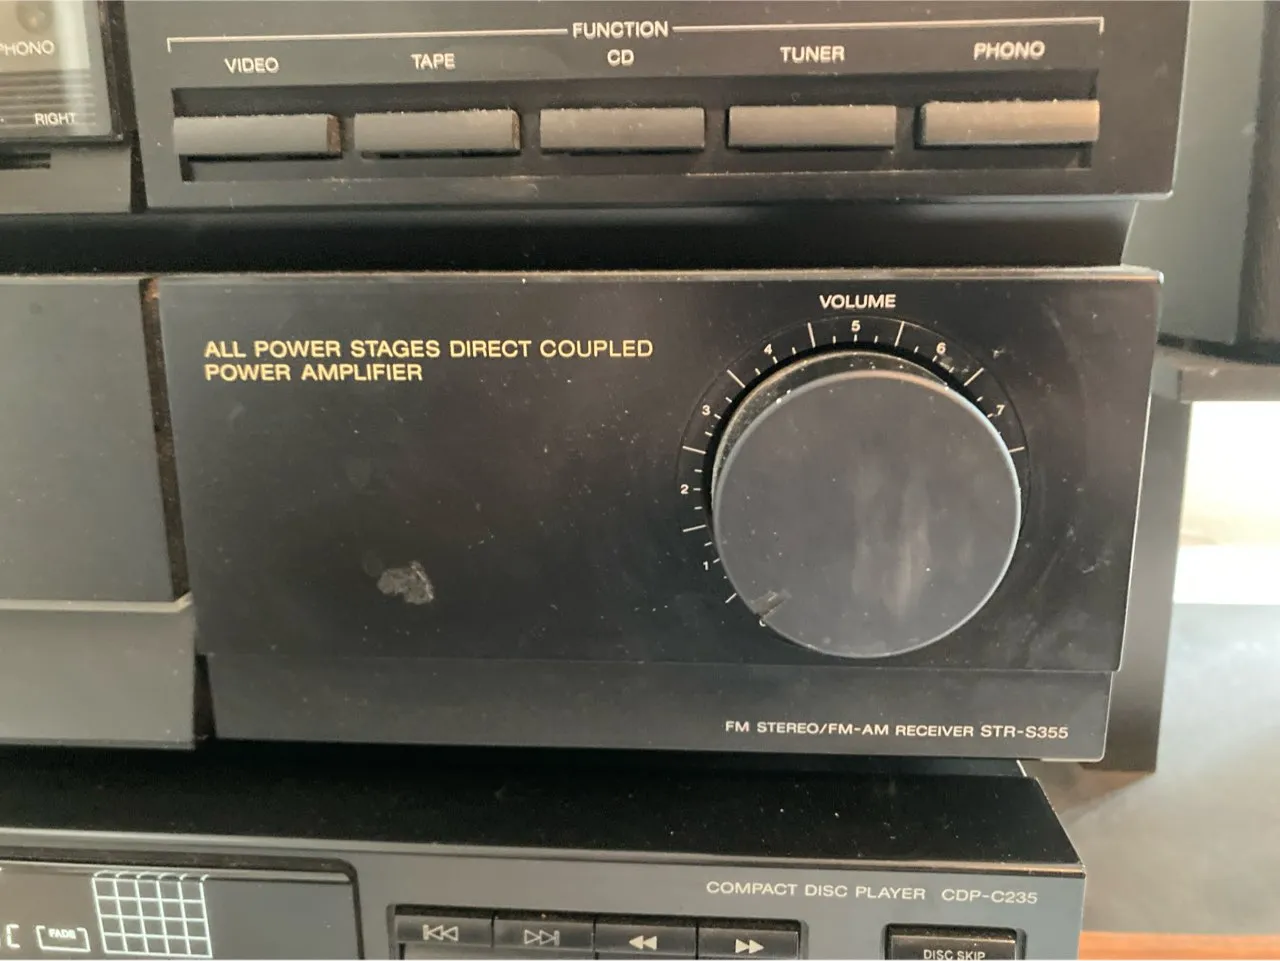 PHONO
RIGHT
FUNCTION
VIDEO TAPE CD TUNER PHONO
VOLUME
ALL POWER STAGES DIRECT COUPLED
POWER AMPLIFIER
0 1 2 3 4 5 6 7
FM STEREO/FM-AM RECEIVER STR-S355
COMPACT DISC PLAYER CDP-C235
FADE
DISC SKIP